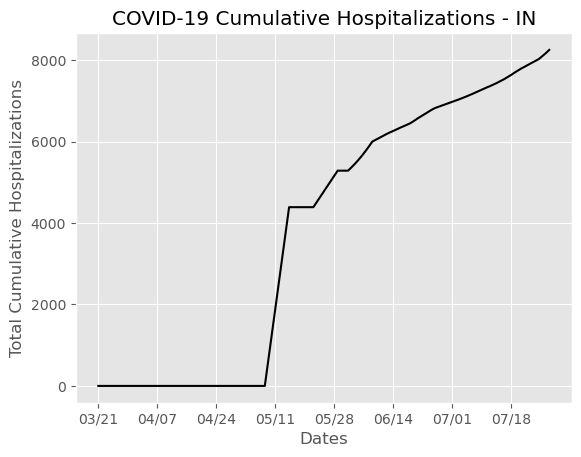 COVID-19 Cumulative Hospitalizations - IN
Total Cumulative Hospitalizations
8000
6000
4000
2000
0
03/21 04/07 04/24 05/11 05/28 06/14 07/01 07/18
Dates